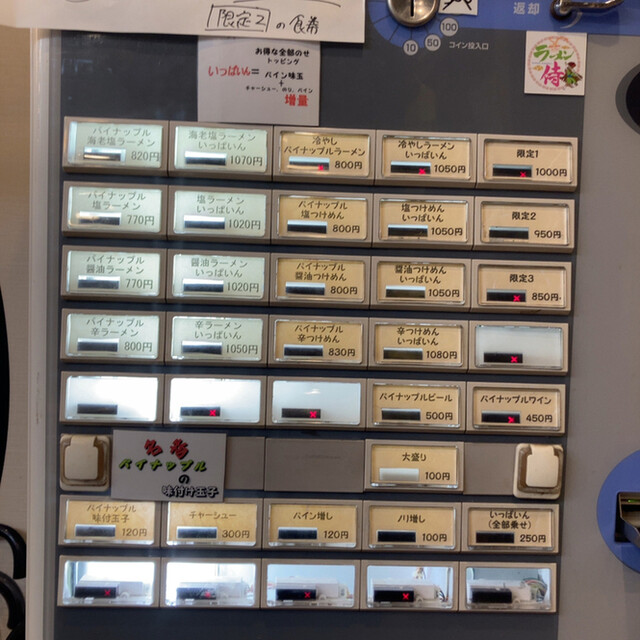 限定2 の食券
返却
100
50
10
コイン投入口
お得な全部のせ
トッピング
いっぱいん=
パイン味玉
+
チャーシュー、のり、パイン
増量
ラーメン
侍
パイナップル
海老塩ラーメン
820円
海老塩ラーメン
いっぱいん
1070円
冷やし
パイナップルラーメン
800円
冷やしラーメン
いっぱいん
1050円
限定1
1000円
パイナップル
塩ラーメン
770円
塩ラーメン
いっぱいん
1020円
パイナップル
塩つけめん
800円
塩つけめん
いっぱいん
1050円
限定2
950円
パイナップル
醤油ラーメン
770円
醤油ラーメン
いっぱいん
1020円
パイナップル
醤油つけめん
800円
醤油つけめん
いっぱいん
1050円
限定3
850円
パイナップル
辛ラーメン
800円
辛ラーメン
いっぱいん
1050円
パイナップル
辛つけめん
830円
辛つけめん
いっぱいん
1080円
パイナップルビール
500円
パイナップルワイン
450円
名番
パイナップル
の
味付け玉子
大盛り
100円
パイナップル
味付玉子
120円
チャーシュー
300円
パイン増し
120円
ノリ増し
100円
いっぱいん
(全部乗せ)
250円